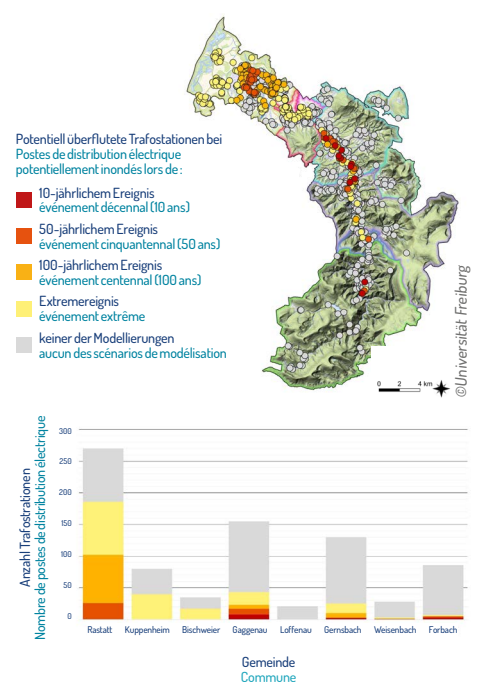 Potentiell überflutete Trafostationen bei
Postes de distribution électrique
potentiellement inondés lors de :
10-jährlichem Ereignis
événement décennal (10 ans)
50-jährlichem Ereignis
événement cinquantennal (50 ans)
100-jährlichem Ereignis
événement centennal (100 ans)
Extremereignis
événement extrême
keiner der Modellierungen
aucun des scénarios de modélisation
0 2 4 km
©Universität Freiburg
Anzahl Trafostrationen
Nombre de postes de distribution électrique
300
250
200
150
100
50
0
Rastatt Kuppenheim Bischweier Gaggenau Loffenau Gernsbach Weisenbach Forbach
Gemeinde
Commune